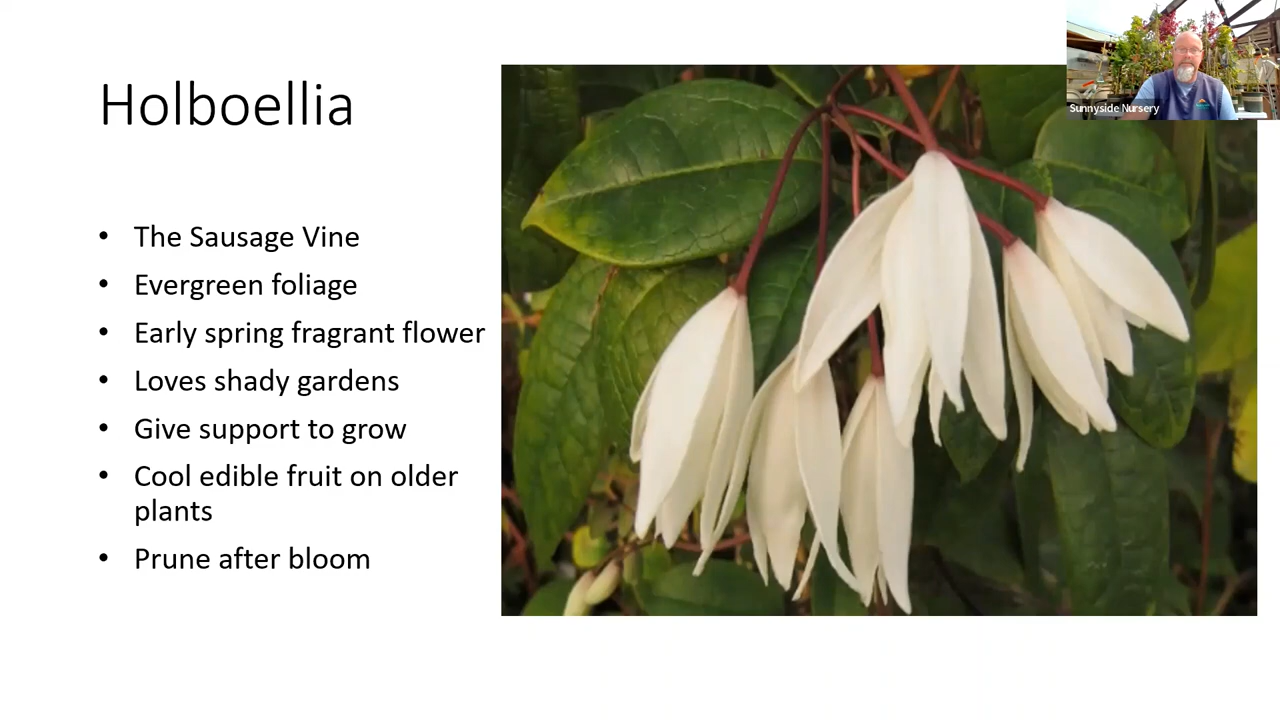 Holboellia
• The Sausage Vine
• Evergreen foliage
• Early spring fragrant flower
• Loves shady gardens
• Give support to grow
• Cool edible fruit on older
plants
• Prune after bloom
Sunnyside Nursery